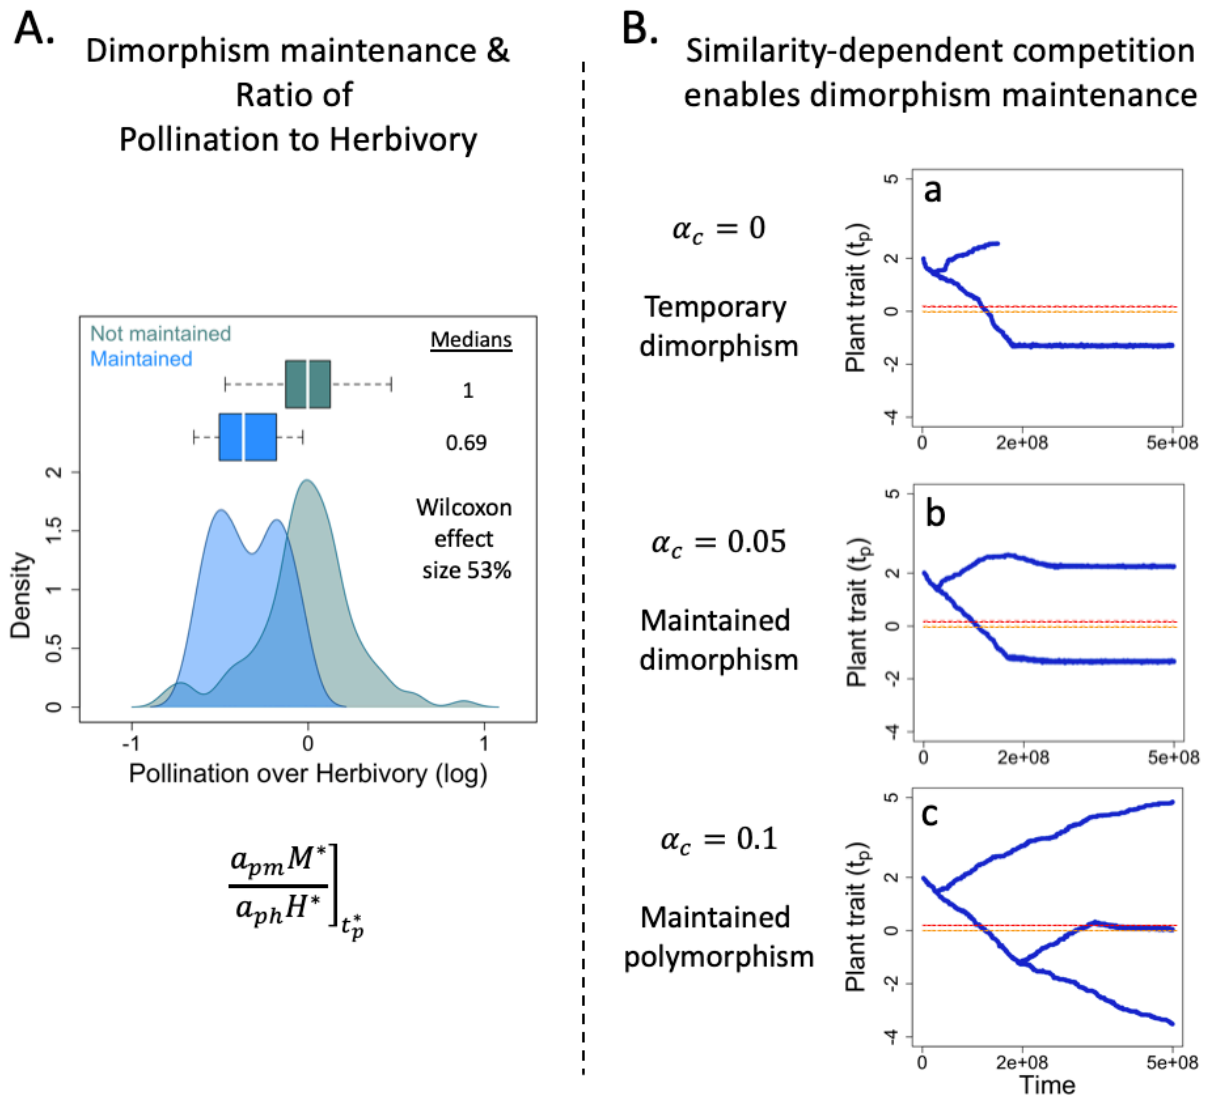 A.
Dimorphism maintenance &
Ratio of
Pollination to Herbivory
Not maintained
Maintained
Medians
1
0.69
Wilcoxon
effect
size 53%
Density
0
0.5
1
1.5
2
-1
0
1
Pollination over Herbivory (log)
a_{pm}M^*
a_{ph}H^*
]_{t_p^*}
B.
Similarity-dependent competition
enables dimorphism maintenance
α_c = 0
Temporary
dimorphism
a
Plant trait (t_p)
5
2
0
-2
-4
0
2e+08
5e+08
α_c = 0.05
Maintained
dimorphism
b
Plant trait (t_p)
5
2
0
-2
-4
0
2e+08
5e+08
α_c = 0.1
Maintained
polymorphism
c
Plant trait (t_p)
5
2
0
-2
-4
0
2e+08
5e+08
Time